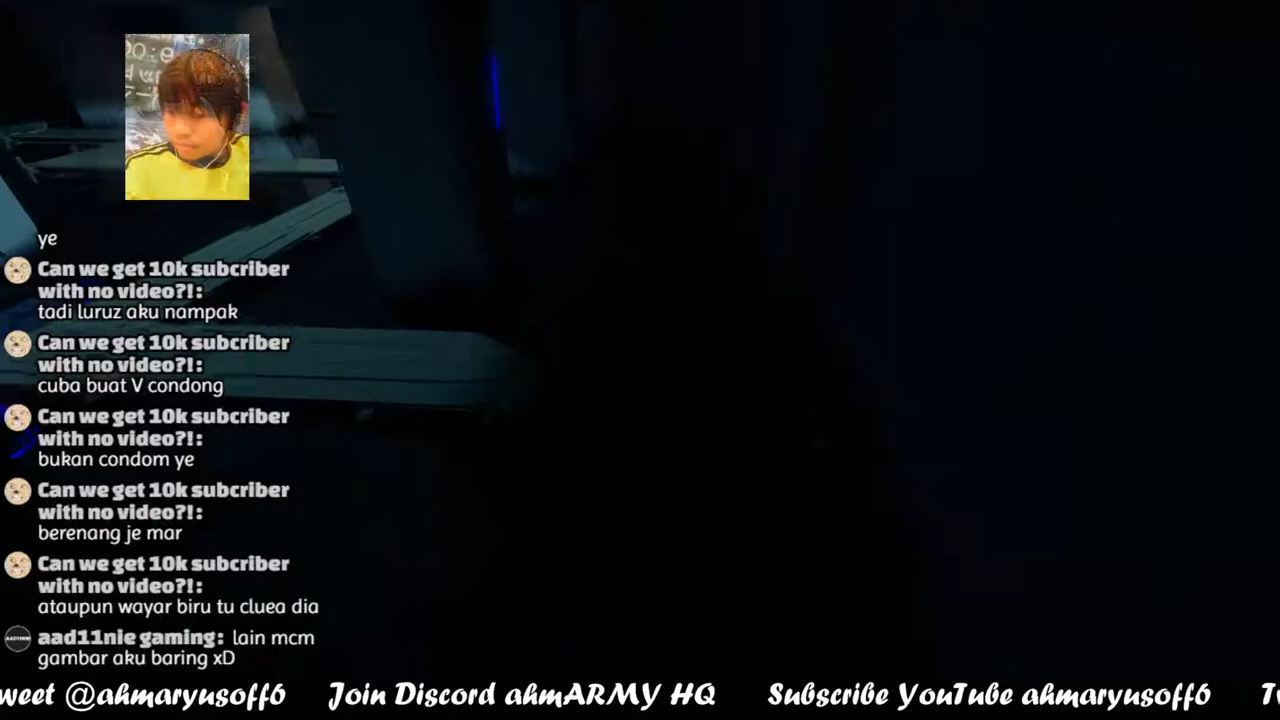 ye
Can we get 10k subcriber
with no video?!:
tadi luruz aku nampak
Can we get 10k subcriber
with no video?!:
cuba buat V condong
Can we get 10k subcriber
with no video?!:
bukan condom ye
Can we get 10k subcriber
with no video?!:
berenang je mar
Can we get 10k subcriber
with no video?!:
ataupun wayar biru tu cluea dia
aad11nie gaming: lain mcm
gambar aku baring xD
weet @ahmaryusoff6 Join Discord ahmARMY HQ Subscribe YouTube ahmaryusoff6